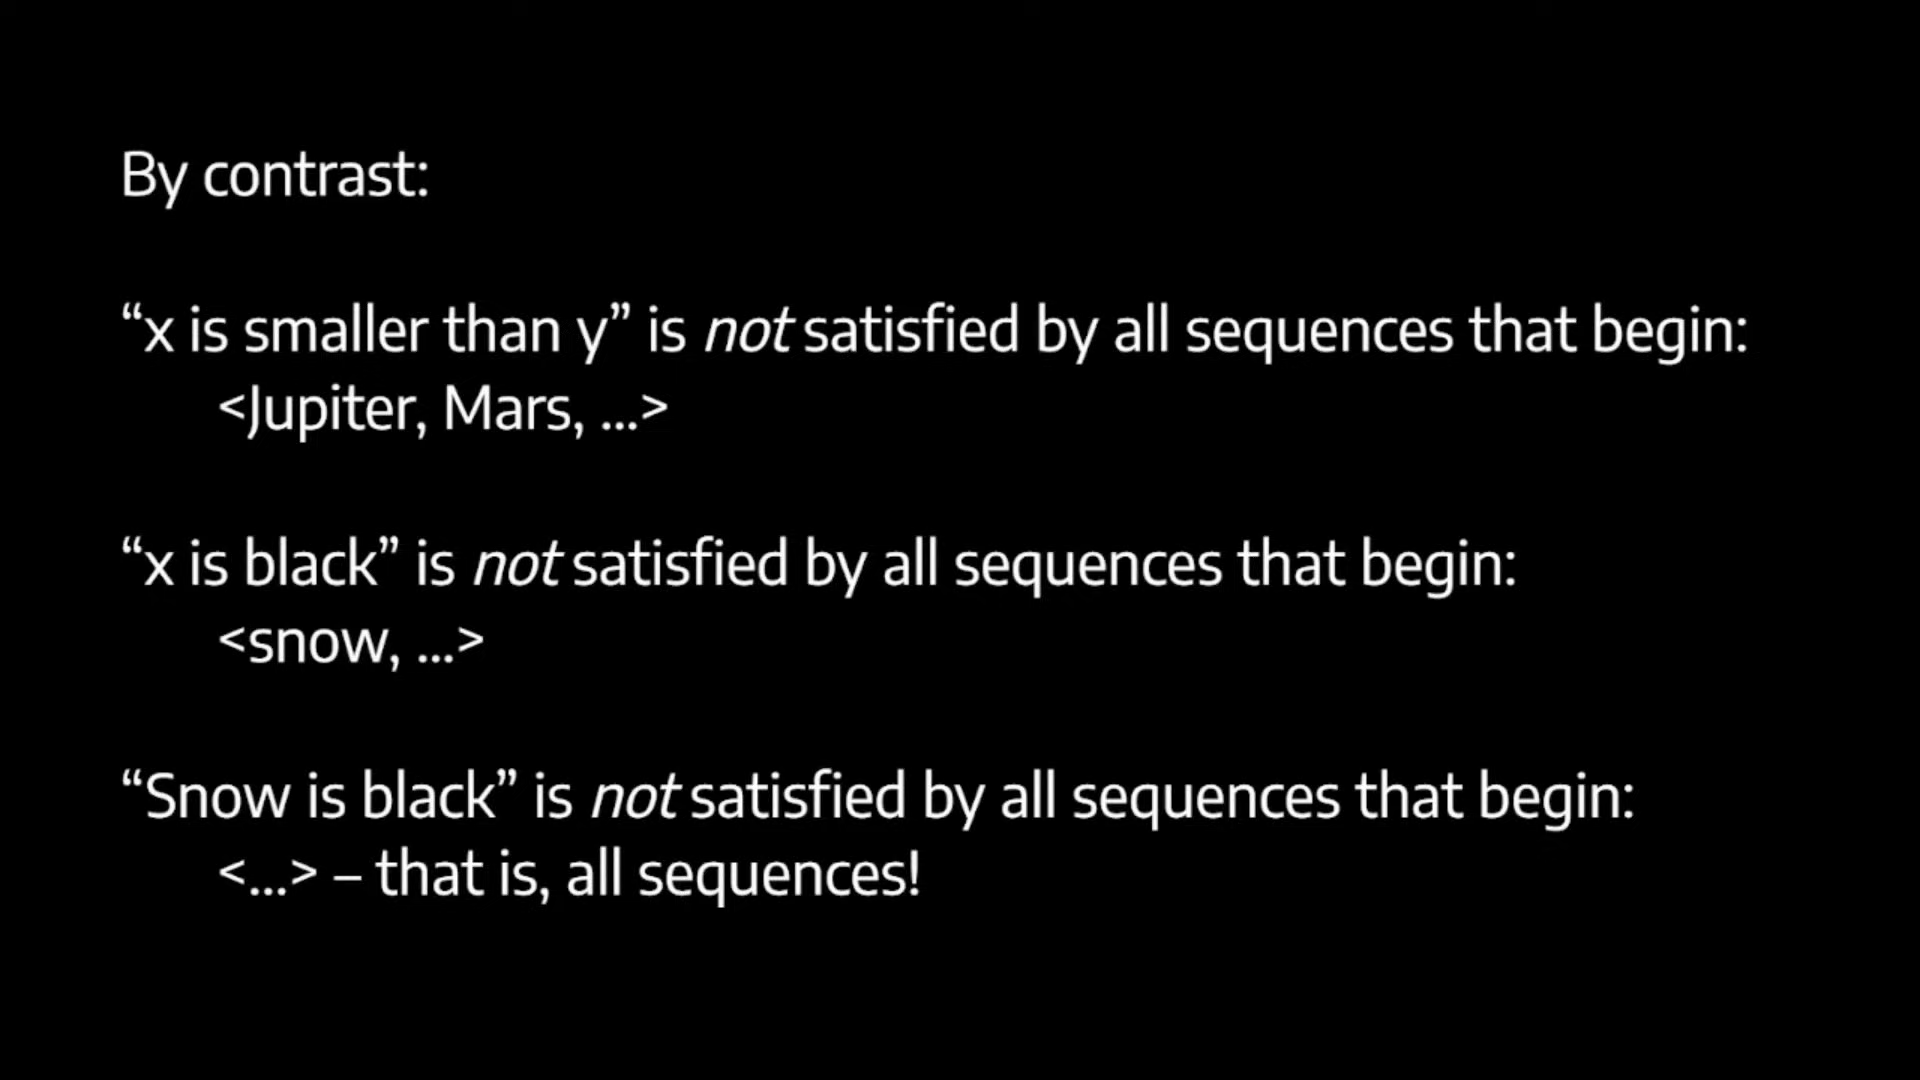 By contrast:
“x is smaller than y” is not satisfied by all sequences that begin:
<Jupiter, Mars, ...>
“x is black” is not satisfied by all sequences that begin:
<snow, ...>
“Snow is black” is not satisfied by all sequences that begin:
<...> – that is, all sequences!